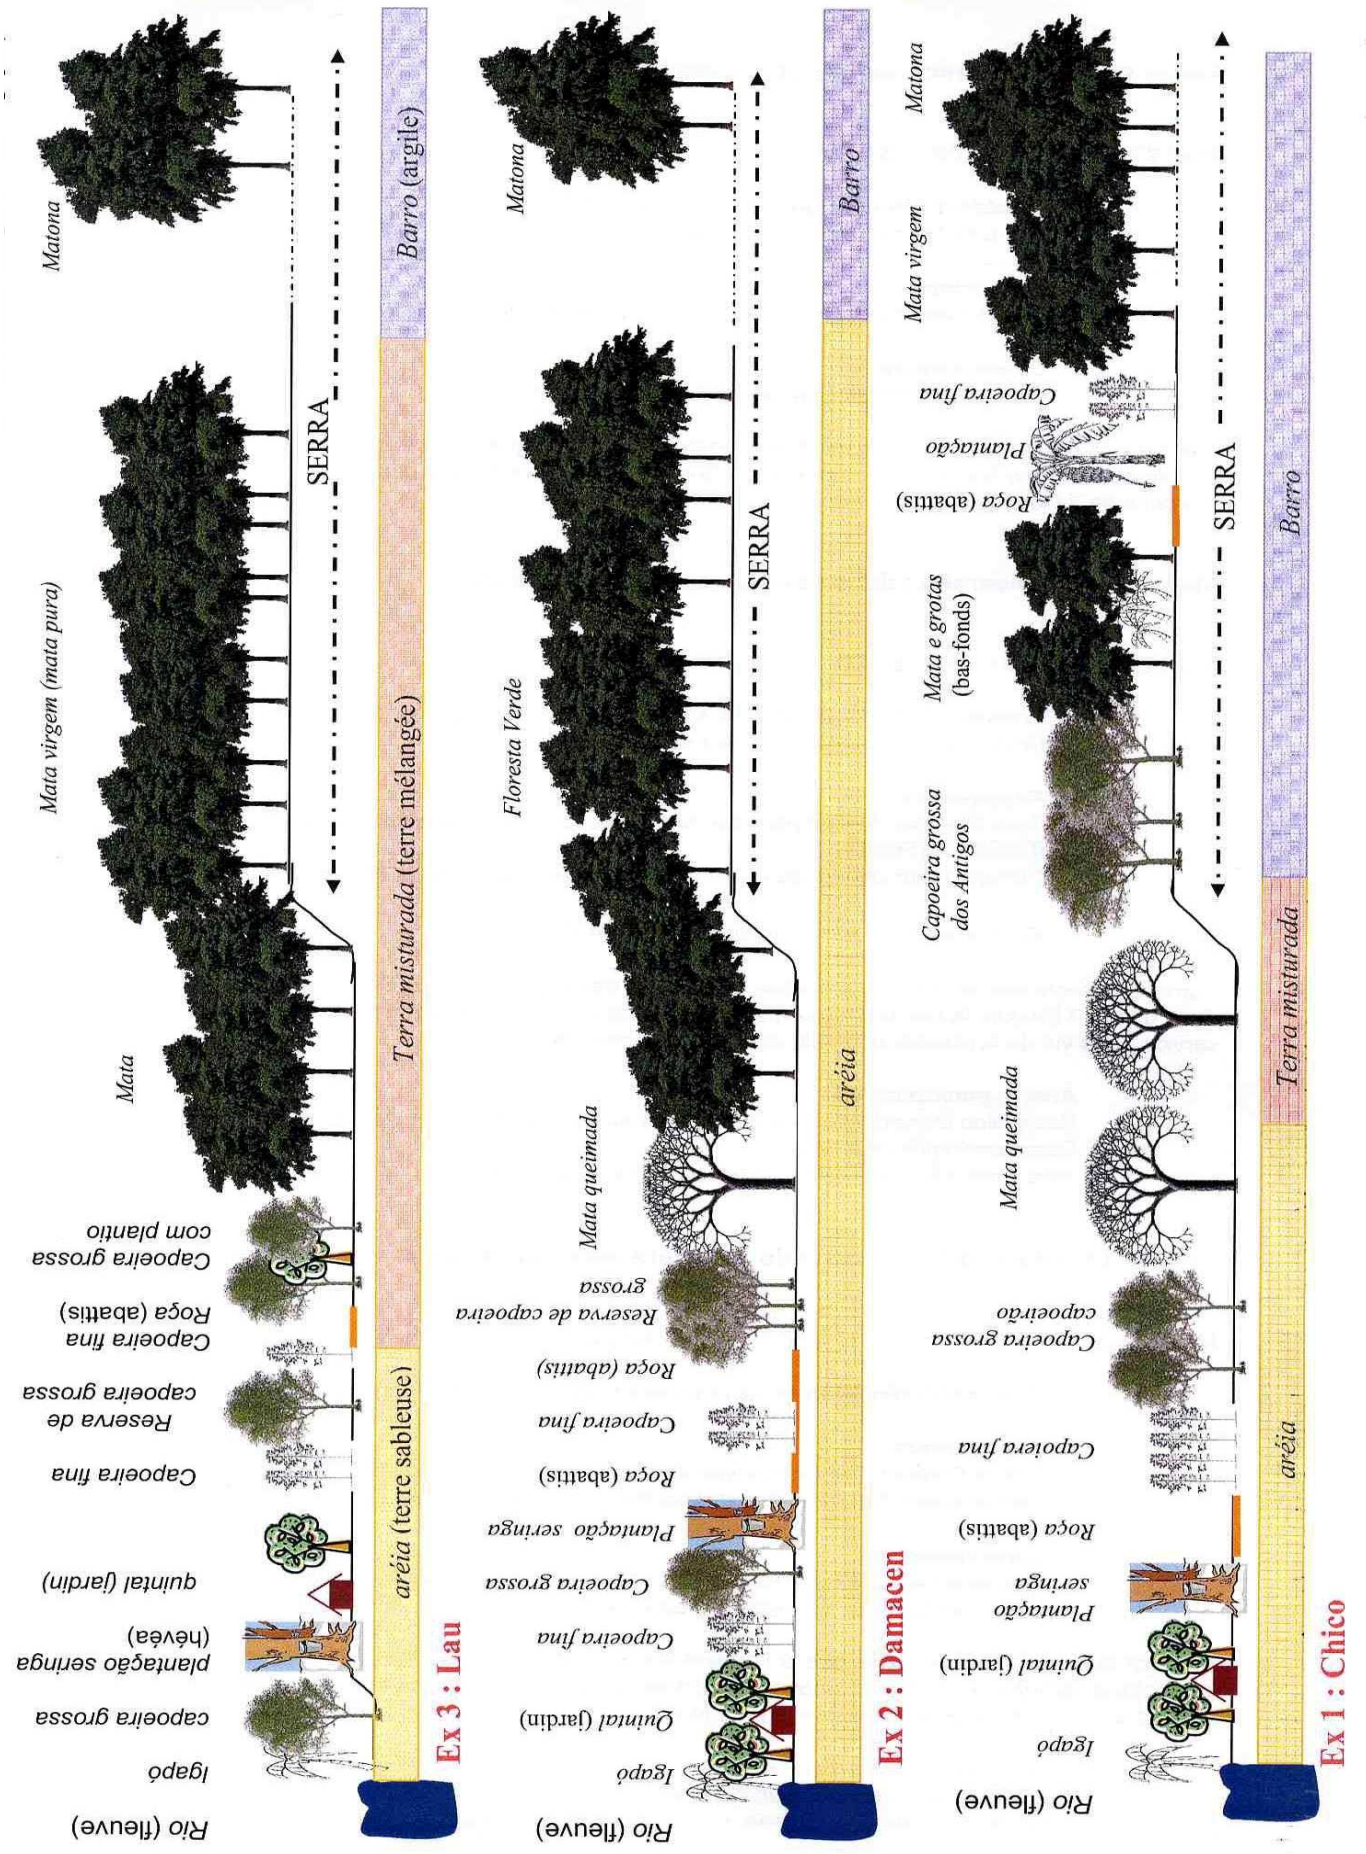 Rio (fleuve)
Igapó
capoeira grossa
plantação seringa
(hévéa)
quintal (jardin)
Capoeira fina
Reserva de
capoeira grossa
Capoeira fina
Roça (abattis)
Capoeira grossa
com plantio
Mata
Mata virgem (mata pura)
Matona
SERRA
aréia (terre sableuse)
Terra misturada (terre mélangée)
Barro (argile)
Ex 3 : Lau
Rio (fleuve)
Igapó
Quintal (jardin)
Capoeira fina
Capoeira grossa
Plantação seringa
Roça (abattis)
Capoeira fina
Roça (abattis)
Reserva de capoeira
grossa
Mata queimada
Floresta Verde
Matona
SERRA
aréia
Barro
Ex 2 : Damacen
Rio (fleuve)
Igapó
Quintal (jardin)
Plantação
seringa
Roça (abattis)
Capoiera fina
Capoeira grossa
capoeirão
Mata queimada
Capoeira grossa
dos Antigos
Mata e grotas
(bas-fonds)
Roça (abattis)
Plantação
Capoeira fina
Mata virgem
Matona
SERRA
aréia
Terra misturada
Barro
Ex 1 : Chico